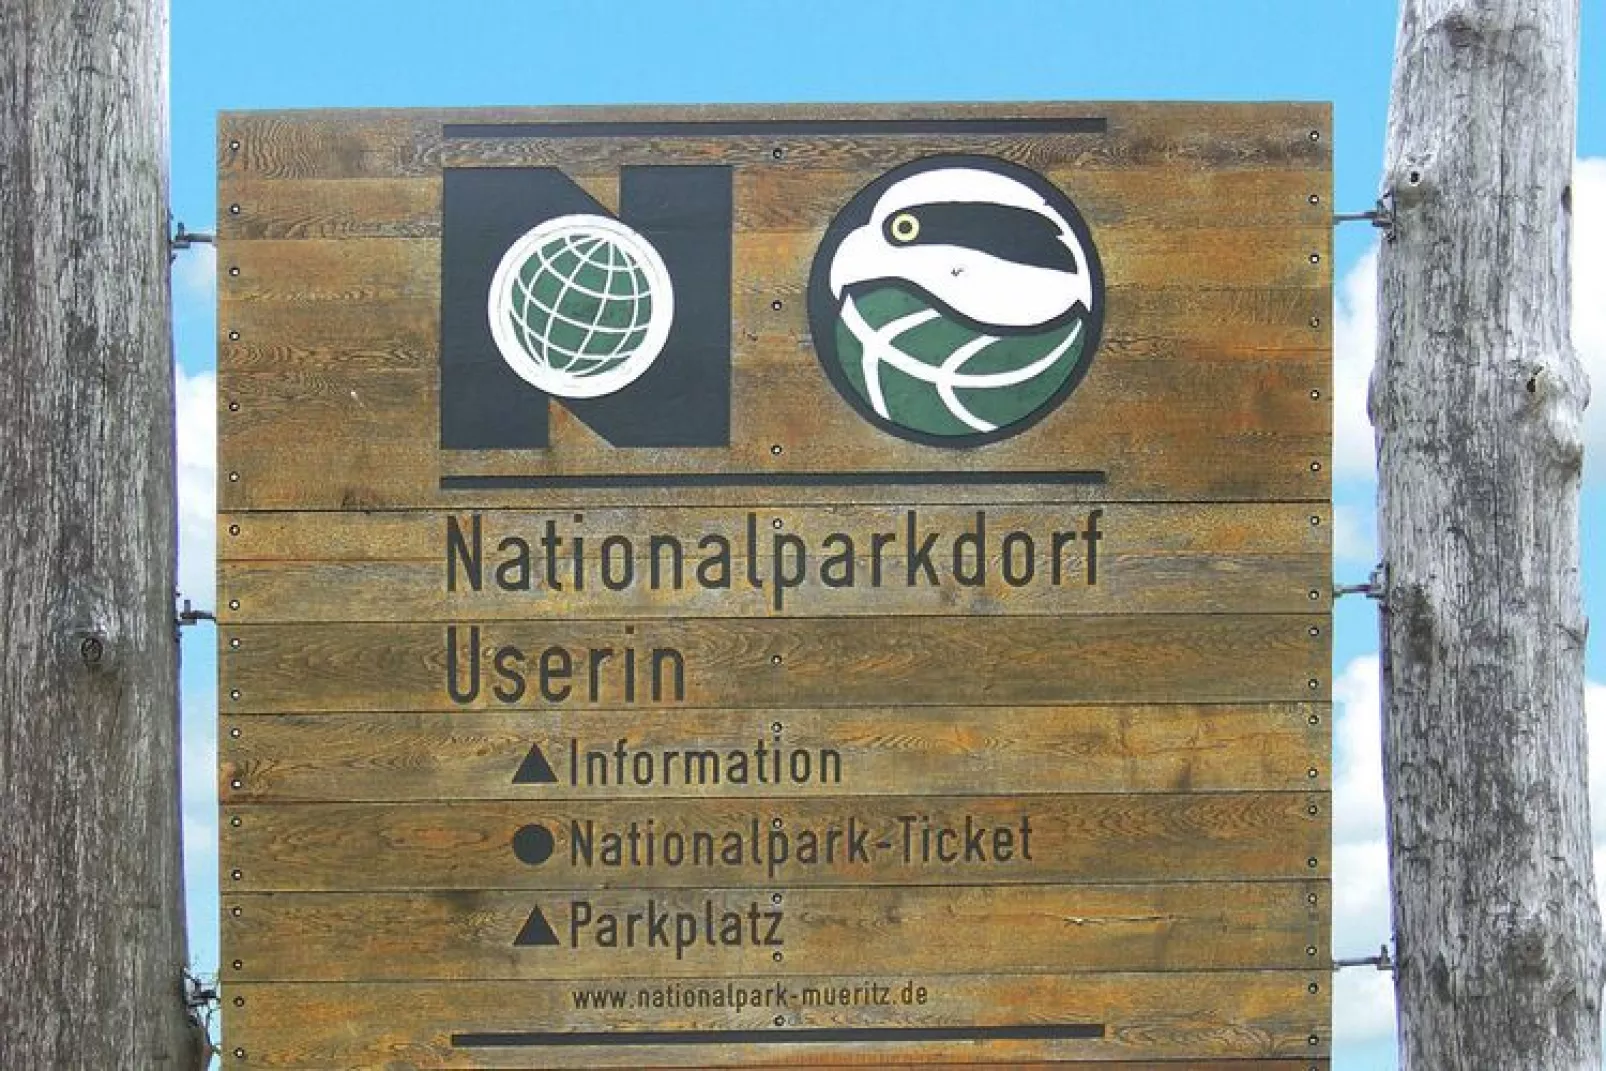 N
Nationalparkdorf
Userin
Information
Nationalpark-Ticket
Parkplatz
www.nationalpark-mueritz.de